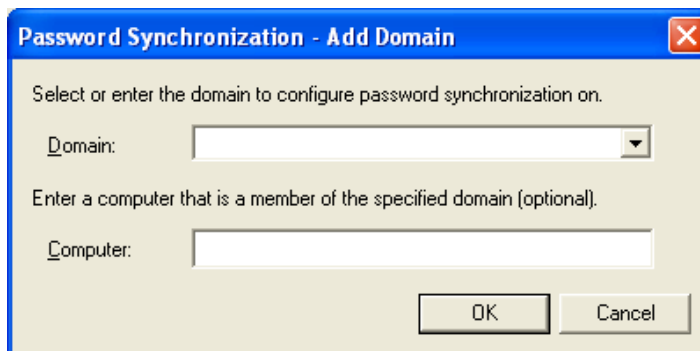 Password Synchronization - Add Domain
Select or enter the domain to configure password synchronization on.
Domain:
Enter a computer that is a member of the specified domain (optional).
Computer:
OK Cancel